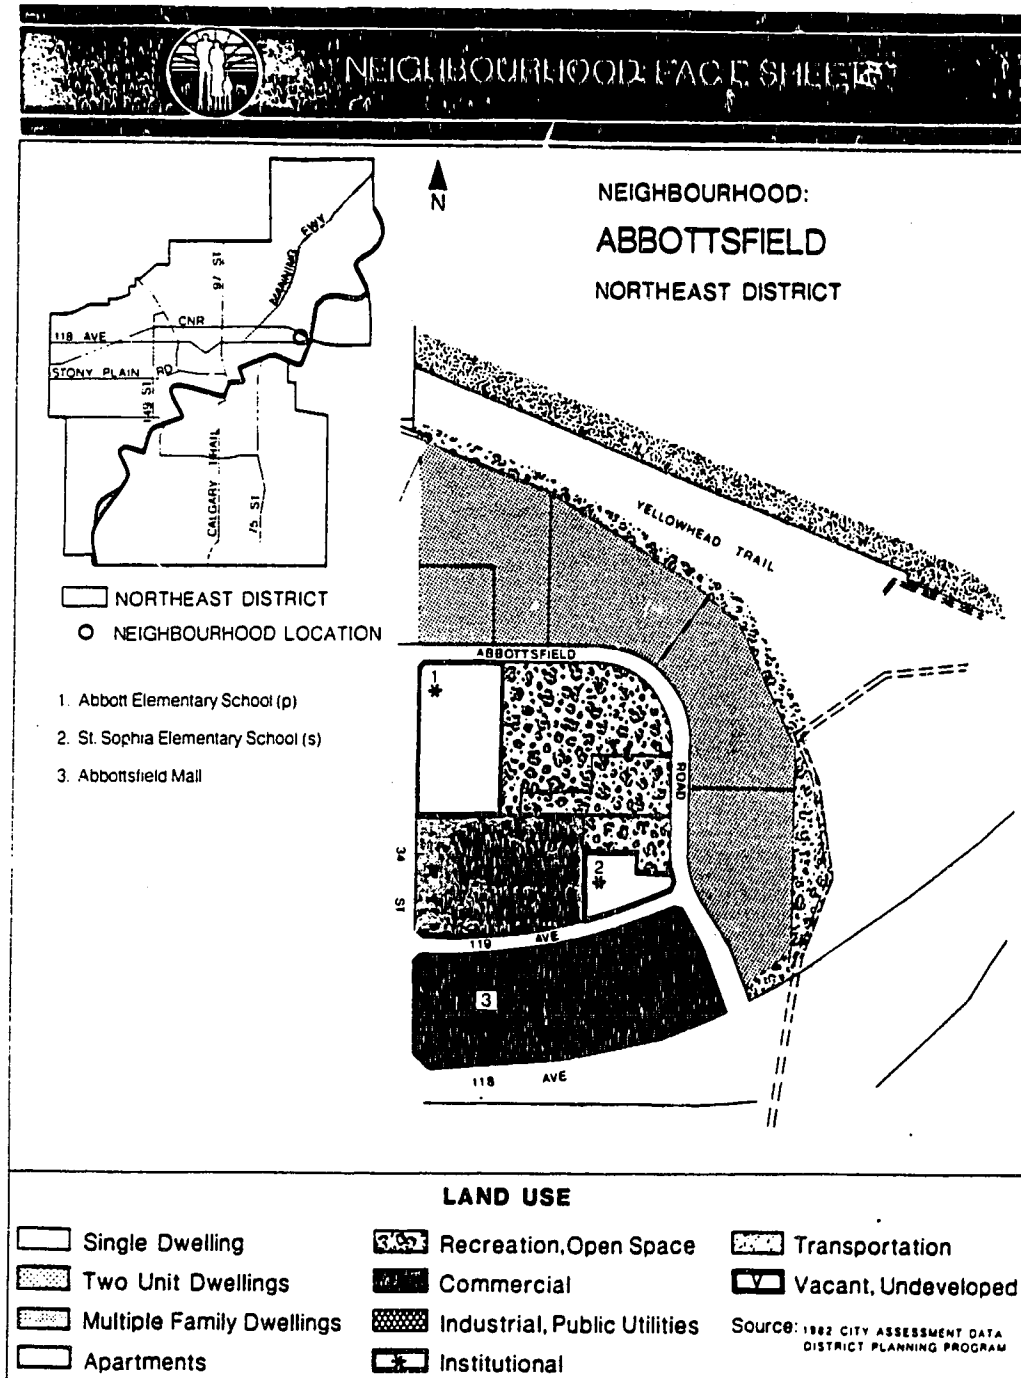 NEIGHBOURHOOD FACT SHEET
NEIGHBOURHOOD:
ABBOTTSFIELD
NORTHEAST DISTRICT
N
MANNING FWY
97 ST
CNR
118 AVE
STONY PLAIN RD
149 ST
CALGARY TRAIL
75 ST
NORTHEAST DISTRICT
NEIGHBOURHOOD LOCATION
1. Abbott Elementary School (p)
2. St. Sophia Elementary School (s)
3. Abbottsfield Mall
YELLOWHEAD TRAIL
ABBOTTSFIELD
ROAD
1
34 ST
2
119 AVE
3
118 AVE
LAND USE
Single Dwelling
Two Unit Dwellings
Multiple Family Dwellings
Apartments
Recreation, Open Space
Commercial
Industrial, Public Utilities
Institutional
Transportation
V Vacant, Undeveloped
Source: 1982 CITY ASSESSMENT DATA
DISTRICT PLANNING PROGRAM